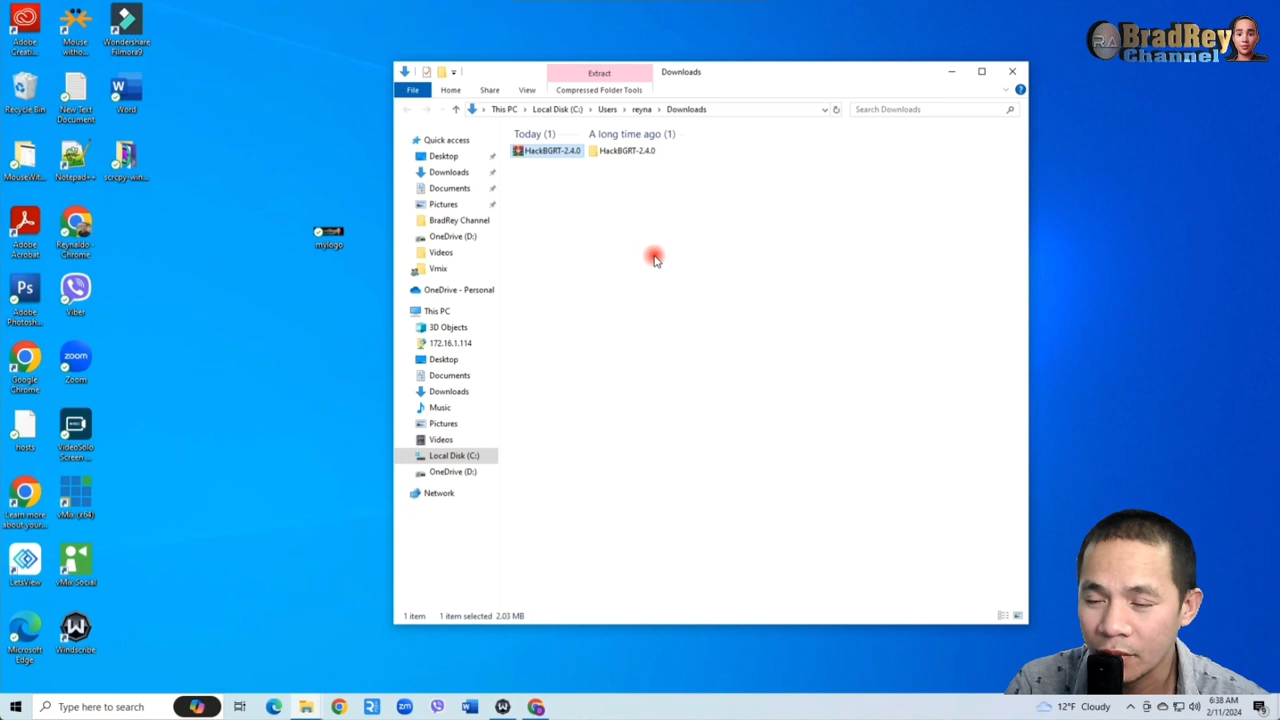 Adobe Creati...
Mouse witho...
Wondershare Filmora9
Recycle Bin
New Text Document
Word
MouseWit...
Notepad++
scrcpy-win...
Adobe Acrobat
Reynaldo - Chrome
mylogo
Adobe Photosh...
Viber
Google Chrome
Zoom
zoom
hosts
VideoSolo Screen ...
Learn more about your...
vMix (x64)
LetsView
vMix Social
Microsoft Edge
Windscribe
BradRey
Channel
RA
Extract
Downloads
File
Home
Share
View
Compressed Folder Tools
This PC > Local Disk (C:) > Users > reyna > Downloads
Search Downloads
Today (1)
A long time ago (1)
HackBGRT-2.4.0
HackBGRT-2.4.0
Quick access
Desktop
Downloads
Documents
Pictures
BradRey Channel
OneDrive (D:)
Videos
Vmix
OneDrive - Personal
This PC
3D Objects
172.16.1.114
Desktop
Documents
Downloads
Music
Pictures
Videos
Local Disk (C:)
OneDrive (D:)
Network
1 item
1 item selected 2.03 MB
Type here to search
12°F Cloudy
6:38 AM
2/11/2024